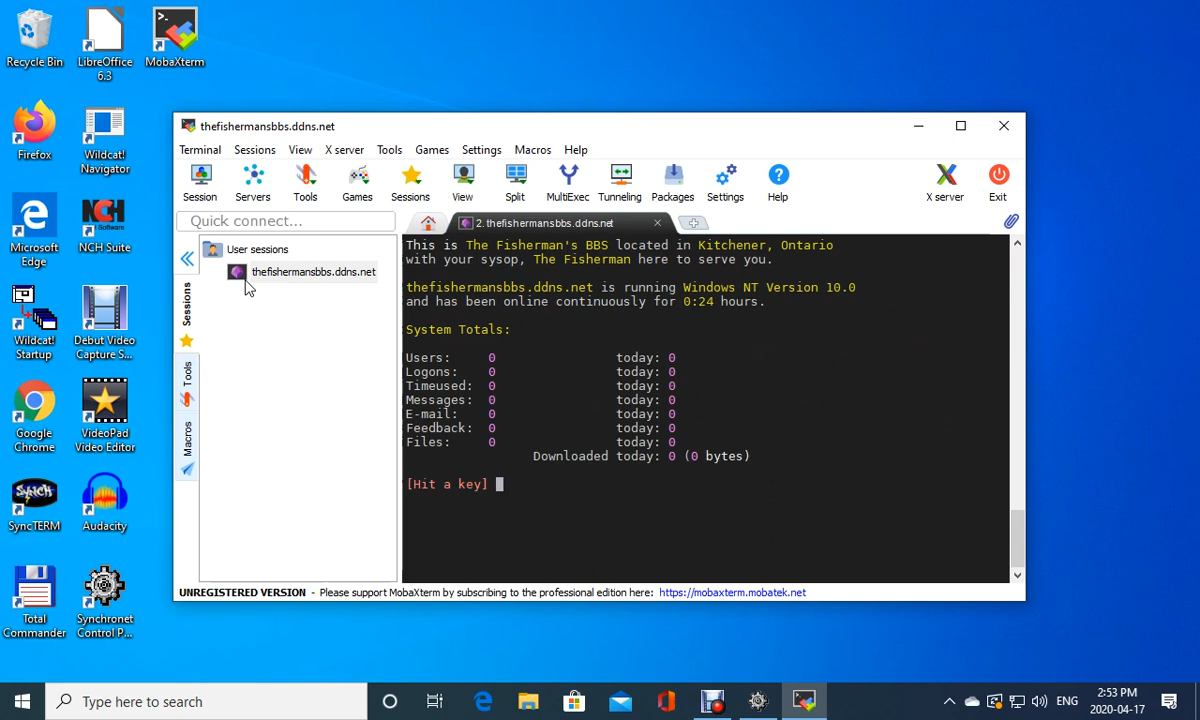 Recycle Bin
LibreOffice
6.3
MobaXterm
Firefox
Wildcat!
Navigator
Microsoft
Edge
NCH
NCH Suite
Wildcat!
Startup
Debut Video
Capture S...
Google
Chrome
VideoPad
Video Editor
Synch
SyncTERM
Audacity
Total
Commander
Synchronet
Control P...
thefishermansbbs.ddns.net
Terminal Sessions View X server Tools Games Settings Macros Help
Session Servers Tools Games Sessions View Split MultiExec Tunneling Packages Settings Help X server Exit
Quick connect...
2. thefishermansbbs.ddns.net
Sessions
Tools
Macros
User sessions
thefishermansbbs.ddns.net
This is The Fisherman's BBS located in Kitchener, Ontario
with your sysop, The Fisherman here to serve you.
thefishermansbbs.ddns.net is running Windows NT Version 10.0
and has been online continuously for 0:24 hours.
System Totals:
Users: 0 today: 0
Logons: 0 today: 0
Timeused: 0 today: 0
Messages: 0 today: 0
E-mail: 0 today: 0
Feedback: 0 today: 0
Files: 0 today: 0
Downloaded today: 0 (0 bytes)
[Hit a key]
UNREGISTERED VERSION - Please support MobaXterm by subscribing to the professional edition here: https://mobaxterm.mobatek.net
Type here to search
ENG
2:53 PM
2020-04-17